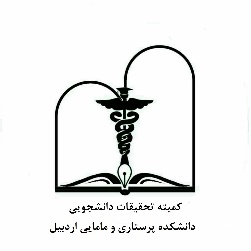 کمیته تحقیقات دانشجویی
دانشکده پرستاری و مامایی اردبیل